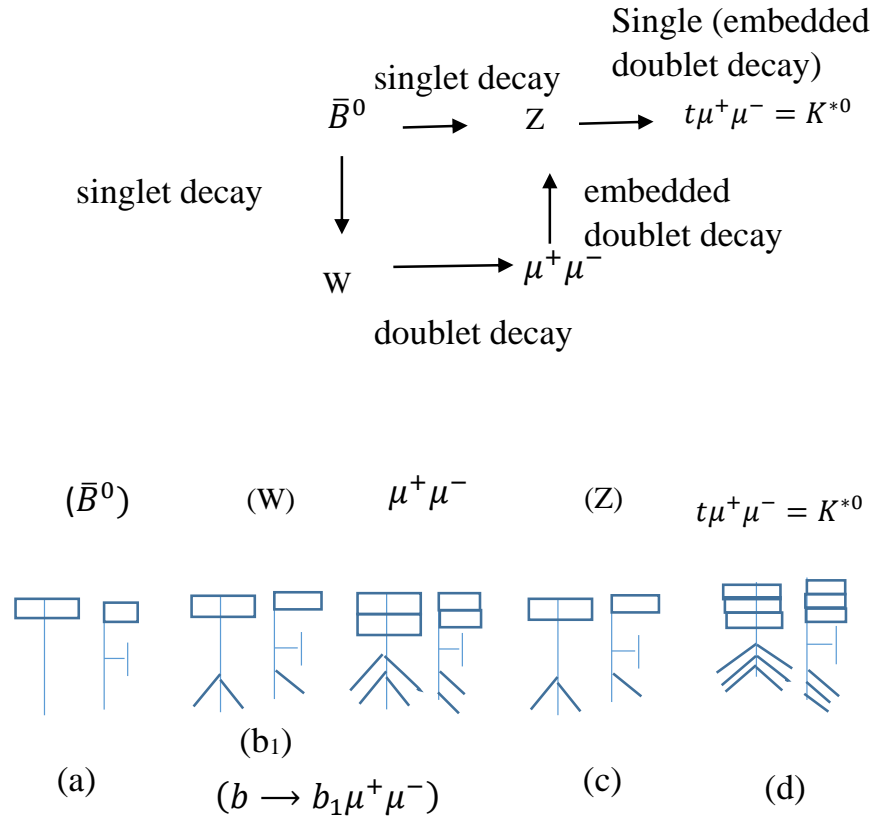 Single (embedded
doublet decay)
singlet decay
B̄⁰
Z
tμ⁺μ⁻ = K*⁰
singlet decay
embedded
doublet decay
W
μ⁺μ⁻
doublet decay
(B̄⁰)
(W)
μ⁺μ⁻
(Z)
tμ⁺μ⁻ = K*⁰
(b₁)
(a)
(b ⟶ b₁μ⁺μ⁻)
(c)
(d)